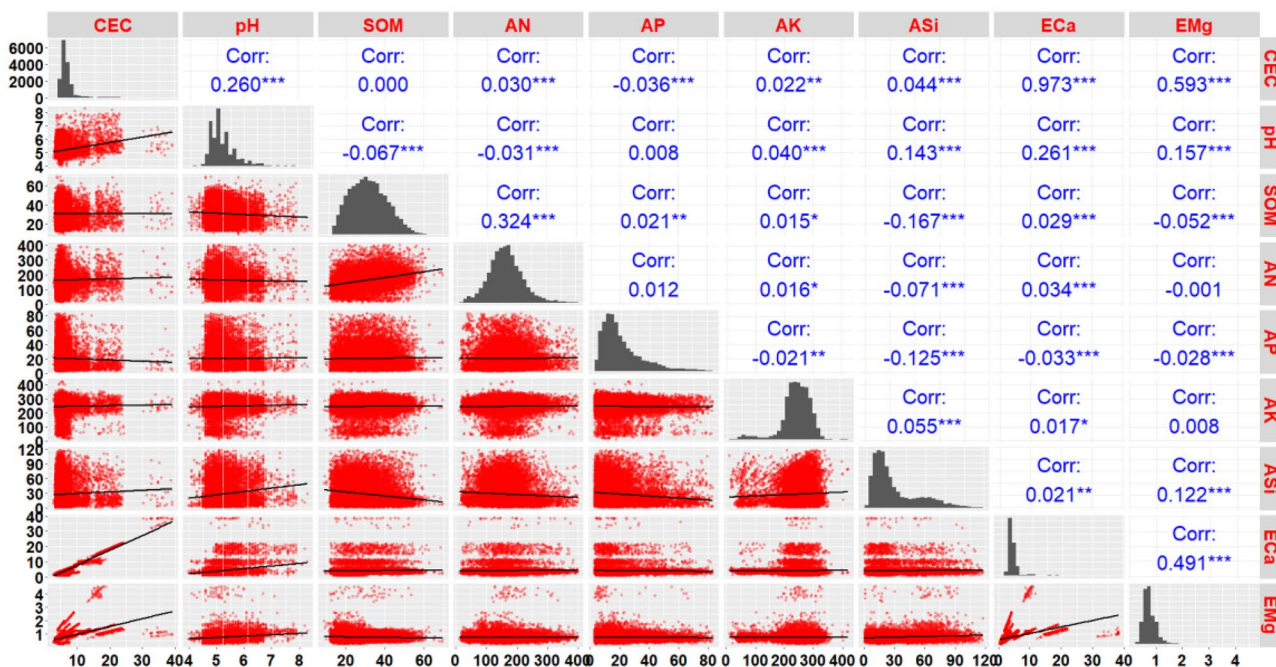 CEC pH SOM AN AP AK ASi ECa EMg
6000
4000
2000
0
Corr: Corr: Corr: Corr: Corr: Corr: Corr: Corr:
0.260*** 0.000 0.030*** -0.036*** 0.022** 0.044*** 0.973*** 0.593***
CEC
8
7
6
5
4
Corr: Corr: Corr: Corr: Corr: Corr: Corr:
-0.067*** -0.031*** 0.008 0.040*** 0.143*** 0.261*** 0.157***
pH
60
40
20
Corr: Corr: Corr: Corr: Corr: Corr:
0.324*** 0.021** 0.015* -0.167*** 0.029*** -0.052***
SOM
400
300
200
100
0
Corr: Corr: Corr: Corr: Corr:
0.012 0.016* -0.071*** 0.034*** -0.001
AN
80
60
40
20
0
Corr: Corr: Corr: Corr:
-0.021** -0.125*** -0.033*** -0.028***
AP
400
300
200
100
0
Corr: Corr: Corr:
0.055*** 0.017* 0.008
AK
120
90
60
30
0
Corr: Corr:
0.021** 0.122***
ASi
40
30
20
10
0
Corr:
0.491***
ECa
4
3
2
1
EMg
10 20 30 40 4 5 6 7 8 20 40 60 0 100 200 300 400 0 20 40 60 80 0 100 200 300 400 0 30 60 90 120 0 10 20 30 40 1 2 3 4